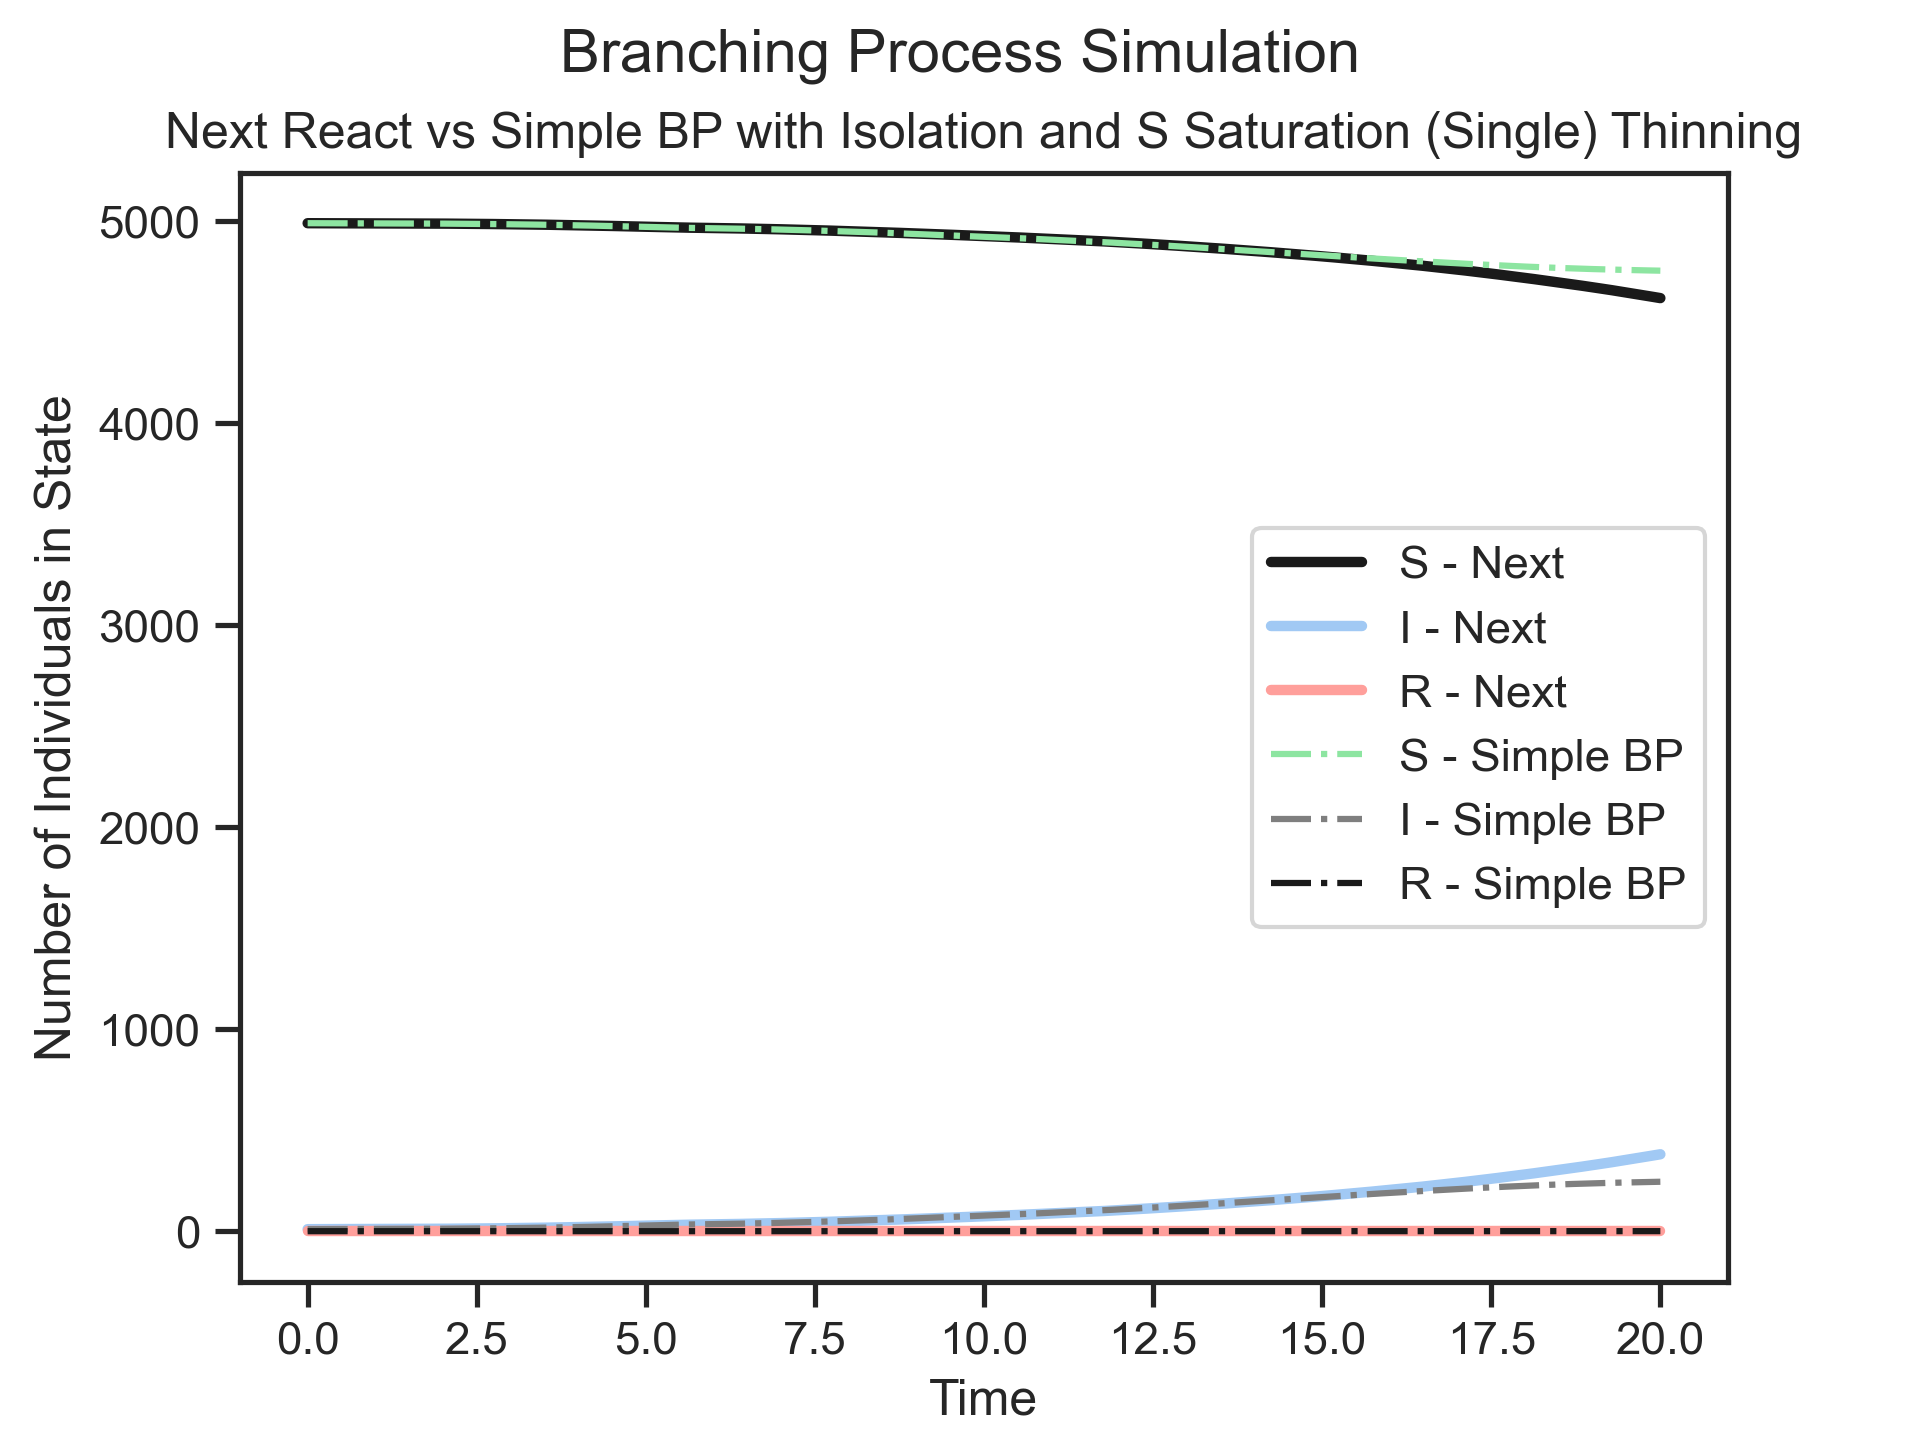 Branching Process Simulation
Next React vs Simple BP with Isolation and S Saturation (Single) Thinning
Number of Individuals in State
5000
4000
3000
2000
1000
0
S - Next
I - Next
R - Next
S - Simple BP
I - Simple BP
R - Simple BP
0.0 2.5 5.0 7.5 10.0 12.5 15.0 17.5 20.0
Time